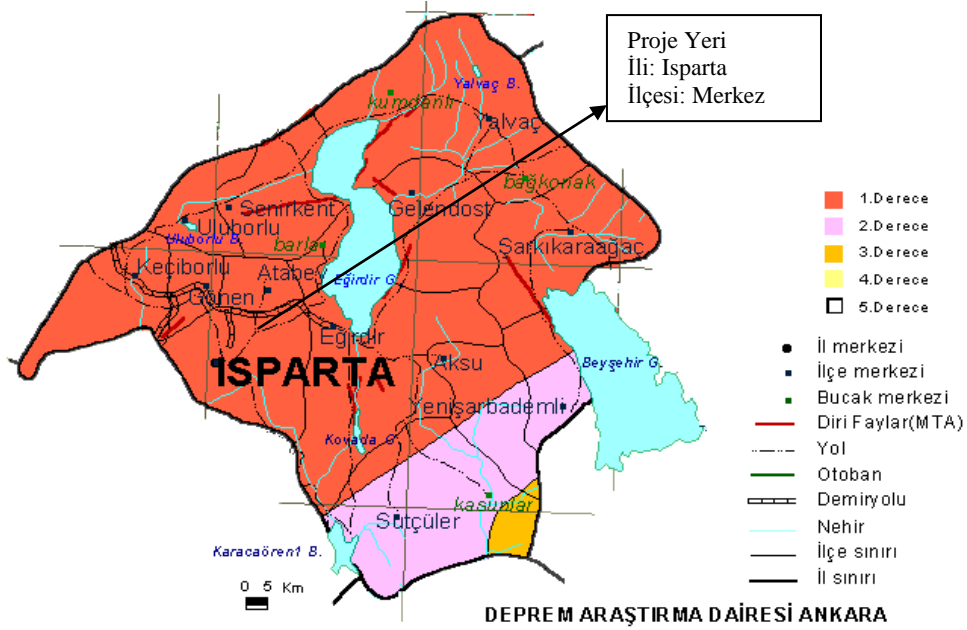 Proje Yeri
İli: Isparta
İlçesi: Merkez
Yalvaç B.
kumdanlı
Yalvaç
bağkonak
Senirkent
Gelendost
Uluborlu
Uluborlu B.
barla
Şarkikaraağaç
Keçiborlu
Atabey
Eğirdir G.
Gönen
Eğirdir
ISPARTA
Aksu
Beyşehir G.
Yenişarbademli
Kovada G.
kasımlar
Sütçüler
Karacaören1 B.
0 5 Km
1.Derece
2.Derece
3.Derece
4.Derece
5.Derece
İl merkezi
İlçe merkezi
Bucak merkezi
Diri Faylar(MTA)
Yol
Otoban
Demiryolu
Nehir
İlçe sınırı
İl sınırı
DEPREM ARAŞTIRMA DAİRESİ ANKARA